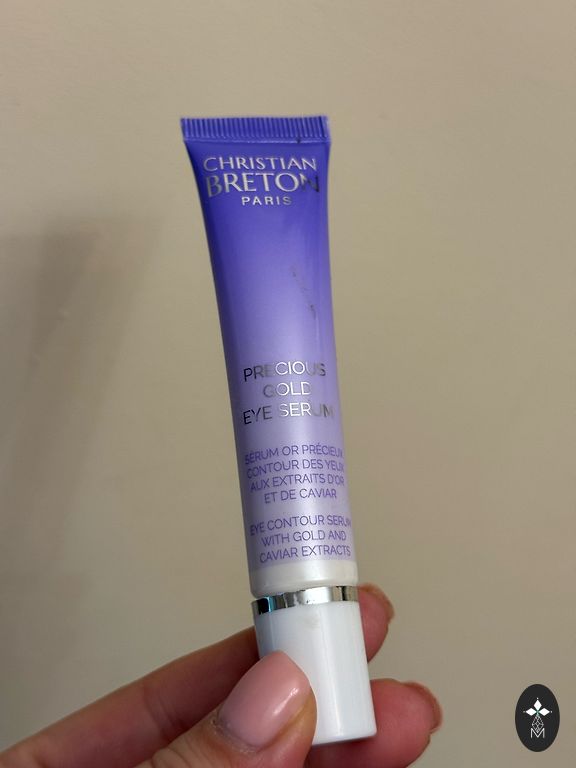 CHRISTIAN
BRETON
PARIS
PRECIOUS
GOLD
EYE SERUM
SERUM OR PRÉCIEUX
CONTOUR DES YEUX
AUX EXTRAITS D'OR
ET DE CAVIAR
EYE CONTOUR SERUM
WITH GOLD AND
CAVIAR EXTRACTS
M